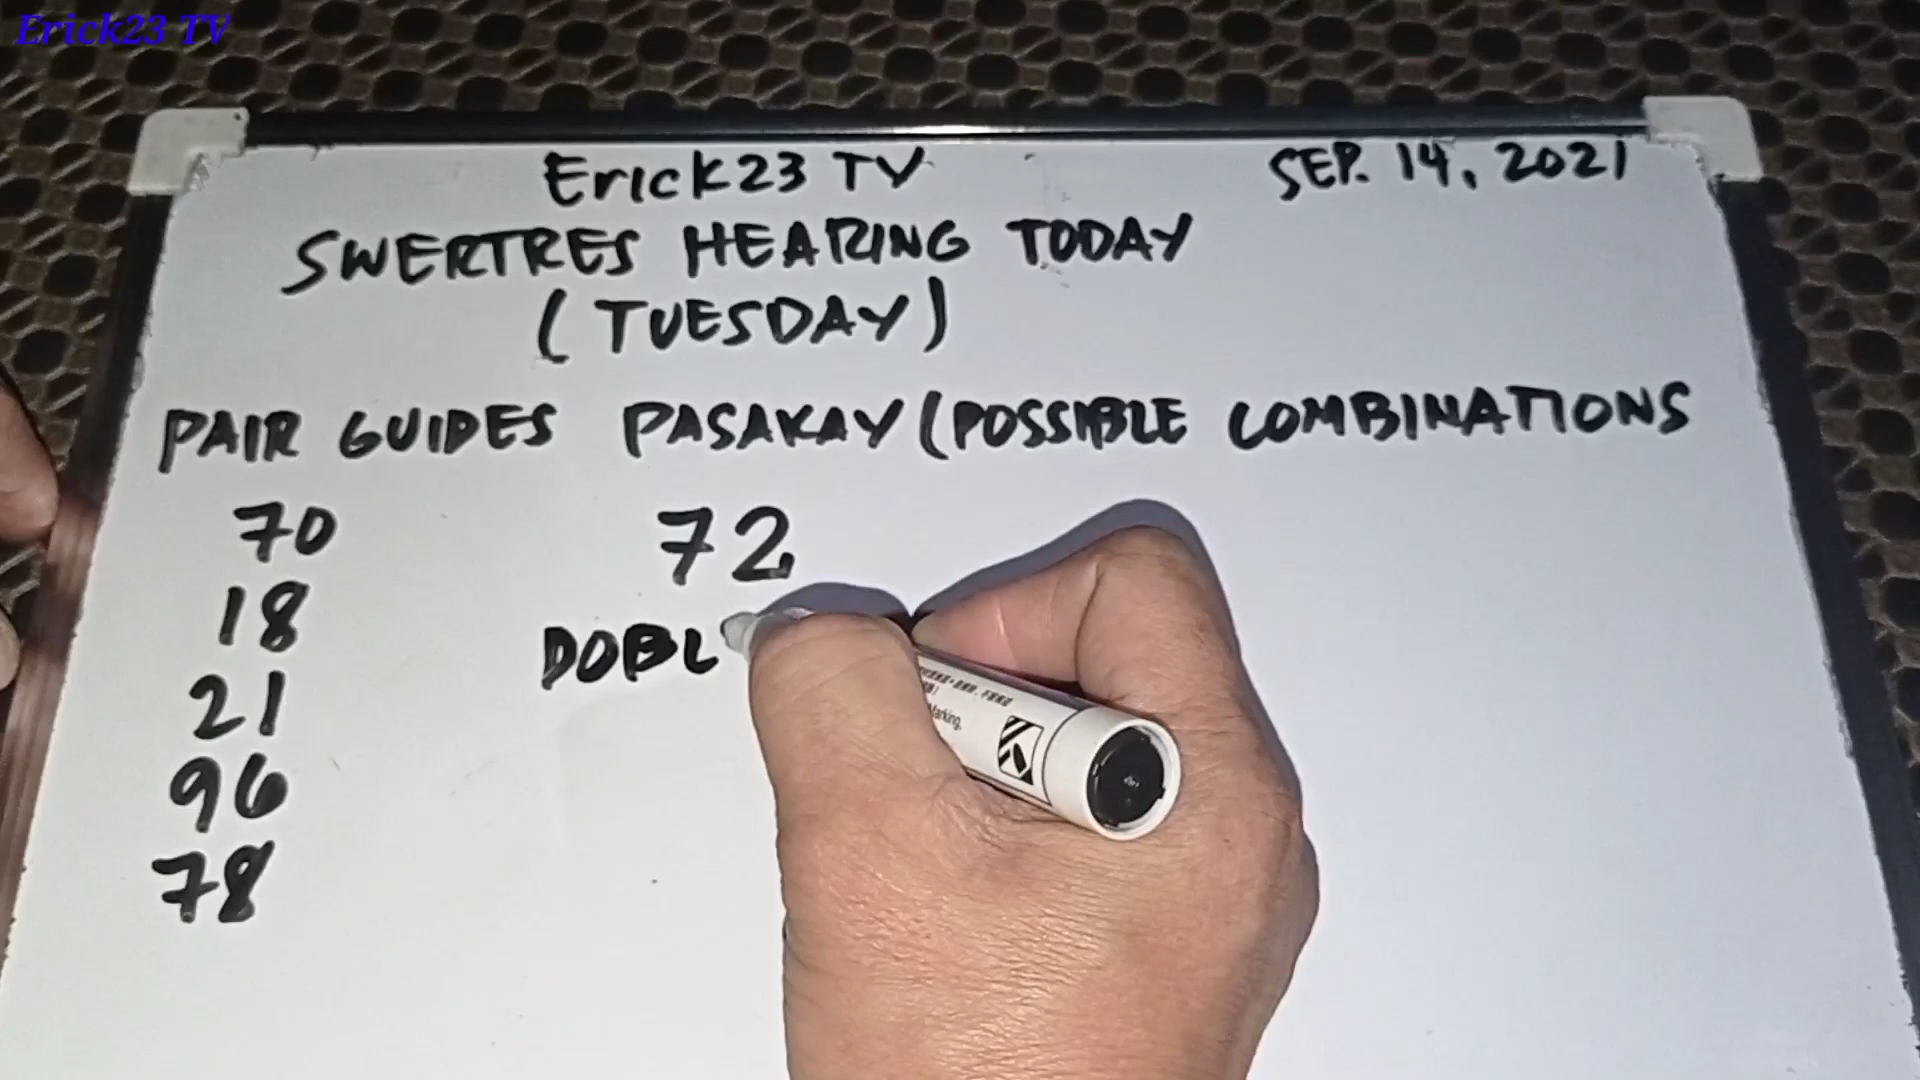 Erick23 TV
Erick23 TV SEP. 14, 2021
SWERTRES HEARING TODAY
(TUESDAY)
PAIR GUIDES PASAKAY (POSSIBLE COMBINATIONS
70 72
18 DOBL
21
96
78
Marking.